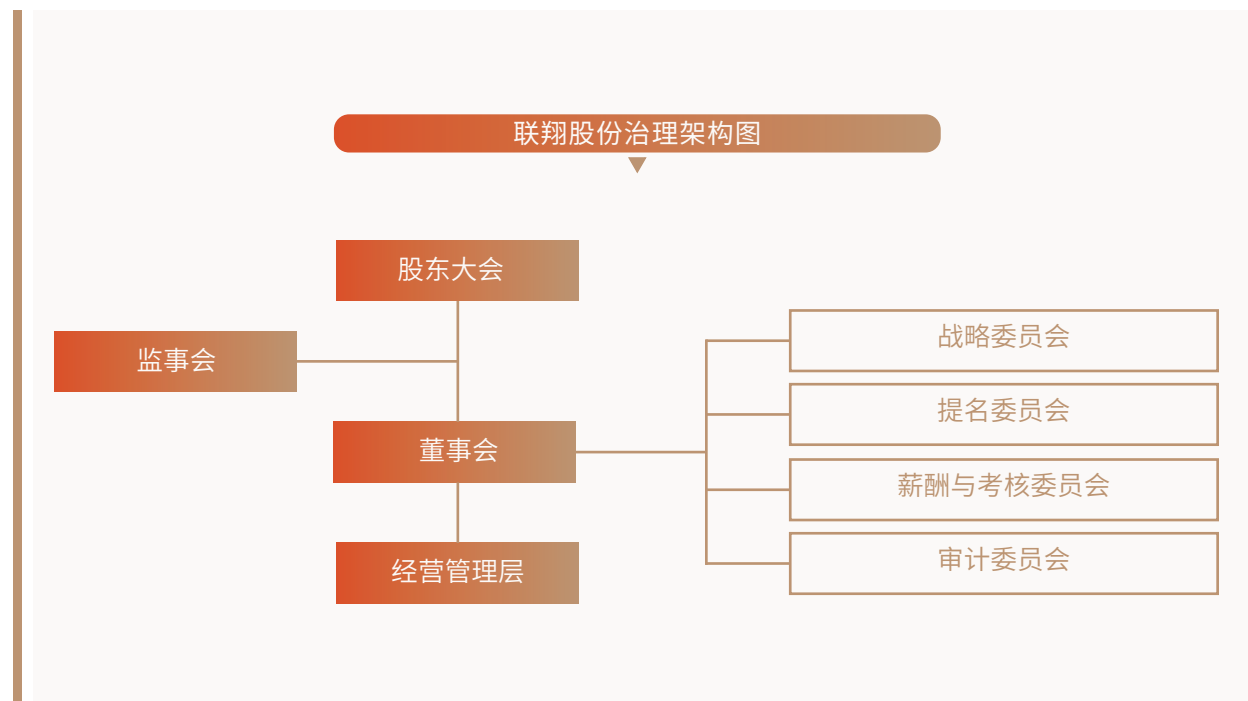 联翔股份治理架构图
股东大会
监事会
董事会
经营管理层
战略委员会
提名委员会
薪酬与考核委员会
审计委员会